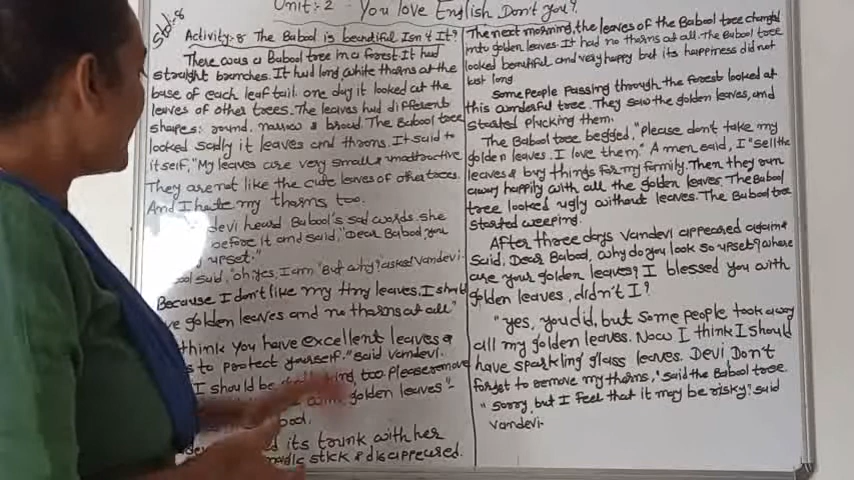 Std:-8
Unit:-2 - You love English Don't you?
Activity:-8 The Babool is beautiful Isn't It?
There was a Babool tree in a forest. It had
straight branches. It had long white thorns at the
base of each leaf tail. one day it looked at the
leaves of other trees. The leaves had different
shapes: round, narrow & broad. The Babool tree
looked sadly it leaves and throns. It said to
itself, "My leaves are very small & unattractive
They are not like the cute leaves of other trees.
And I hate my thorns too.
devi heard Babool's sad words. she
before it and said, "Dear Babool you
upset."
ool said, "oh yes, I am "But why?" asked vandevi-
Because I don't like my tiny leaves. I should
ve golden leaves and no thorns at all"
think you have excellent leaves &
s to protect yourself." said vandevi.
I should be too. Please remove
golden leaves"-
ood.
its trunk with her
magic stick & disappeared.
The next morning, the leaves of the Babool tree changed
into golden leaves. It had no thorns at all. The Babool tree
looked beautiful and very happy but its happiness did not
last long
some people passing through the forest looked at
this wonderful tree. They saw the golden leaves, and
started plucking them.
The Babool tree begged, "Please don't take my
golden leaves. I love them." A men said, I "sell the
leaves & buy things for my family. Then they run
away happily with all the golden leaves. The Babool
tree looked ugly without leaves. The Babool tree
started weeping.
After three days vandevi appeared again &
said, Dear Babool, why do you look so upset? where
are your golden leaves? I blessed you with
golden leaves, didn't I?
"yes, you did, but some people took away
all my golden leaves. Now I think I should
have sparkling glass leaves. Devi Don't
forget to remove my thorns," said the Babool tree.
"sorry, but I feel that it may be risky" said
vandevi-